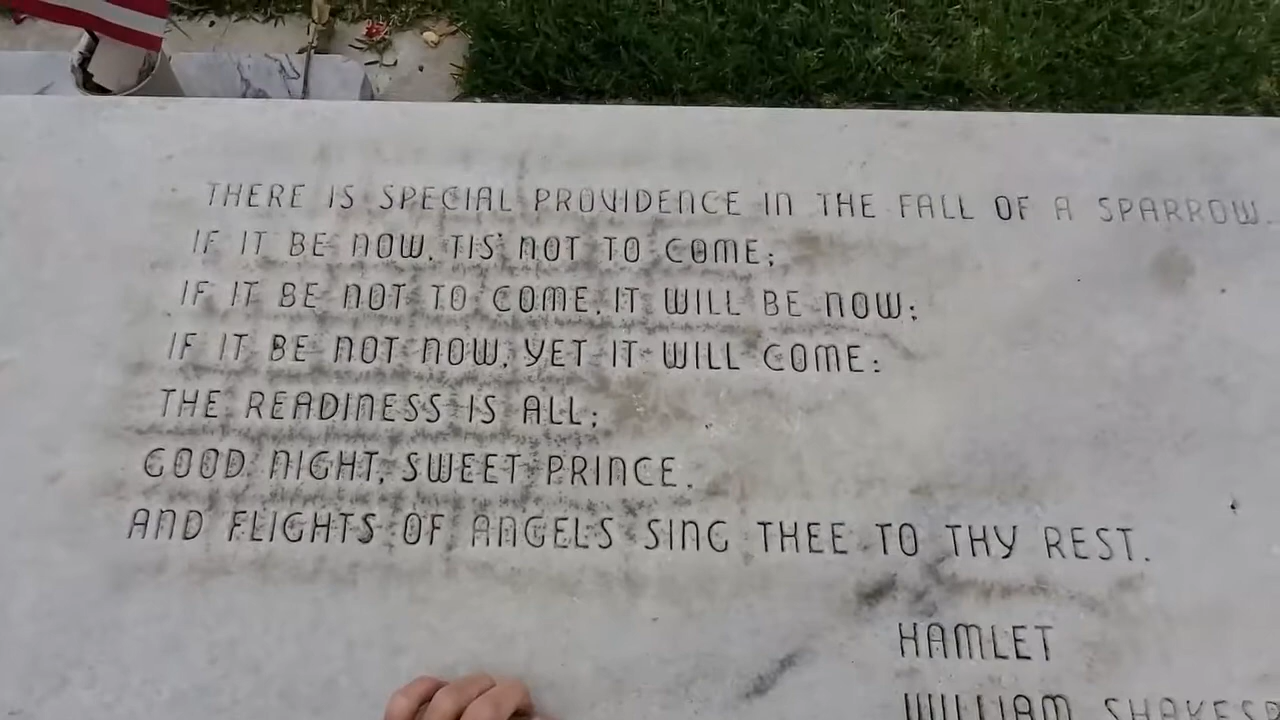 THERE IS SPECIAL PROVIDENCE IN THE FALL OF A SPARROW.
IF IT BE NOW, TIS' NOT TO COME;
IF IT BE NOT TO COME, IT WILL BE NOW;
IF IT BE NOT NOW, YET IT WILL COME:
THE READINESS IS ALL;
GOOD NIGHT, SWEET PRINCE,
AND FLIGHTS OF ANGELS SING THEE TO THY REST.
HAMLET
WILLIAM